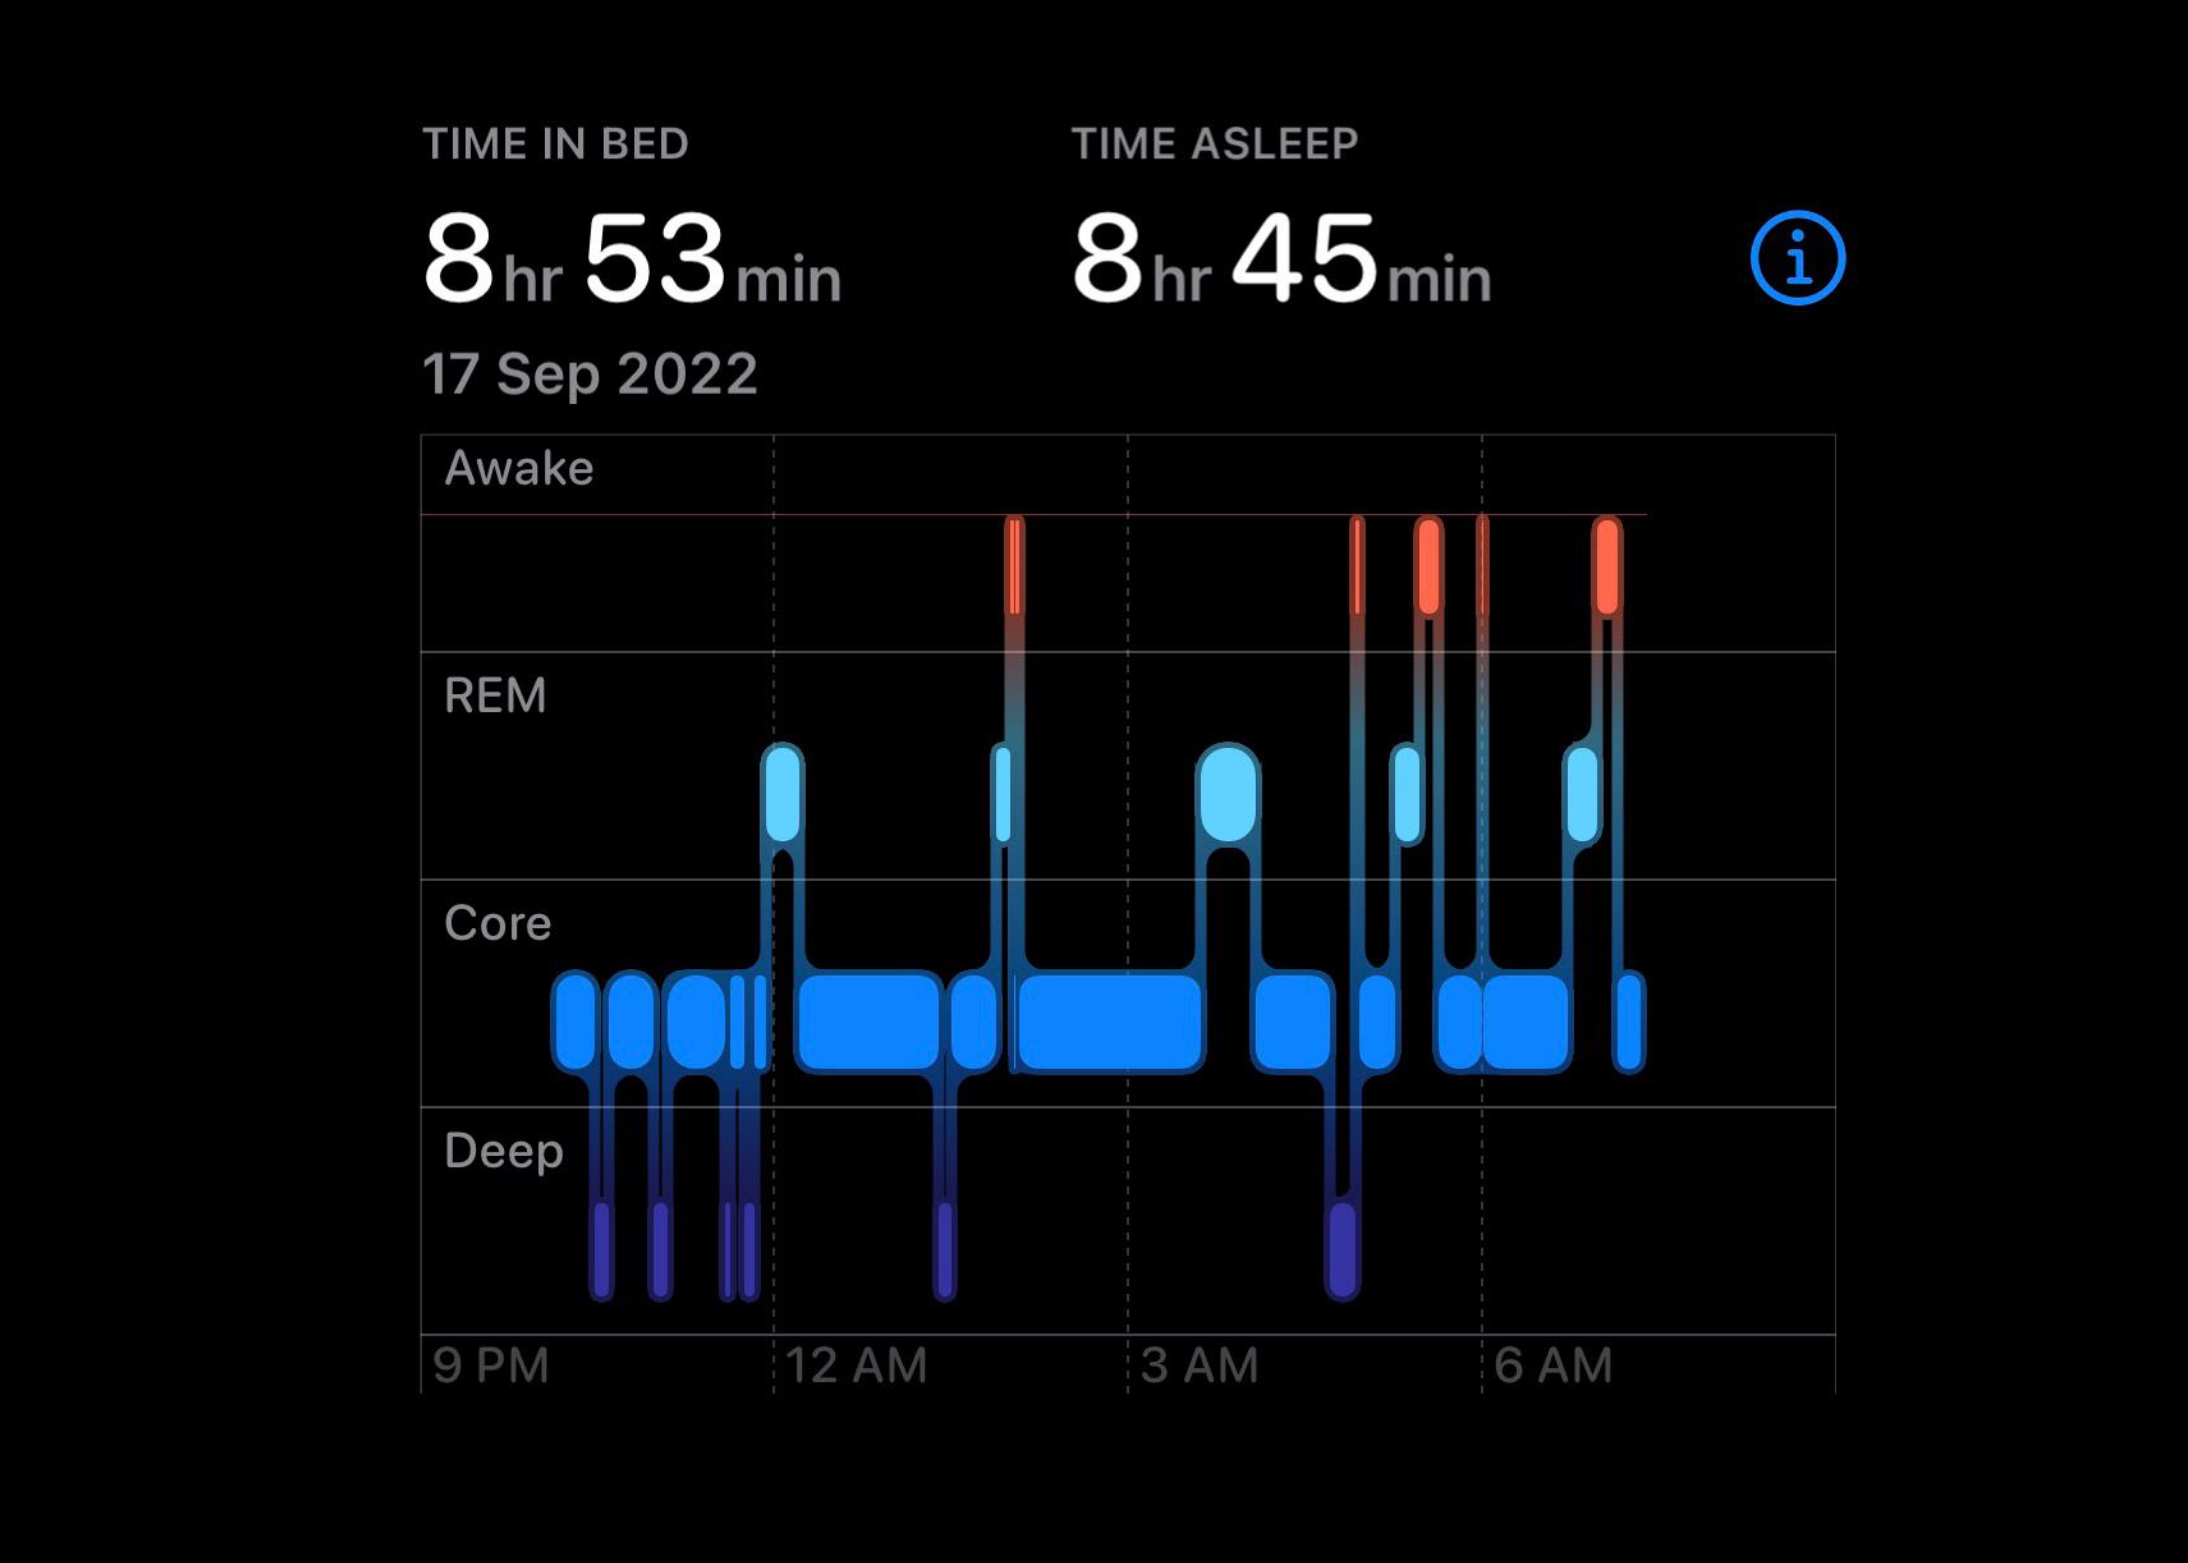 TIME IN BED
TIME ASLEEP
8 hr 53 min
8 hr 45 min
17 Sep 2022
Awake
REM
Core
Deep
9 PM
12 AM
3 AM
6 AM